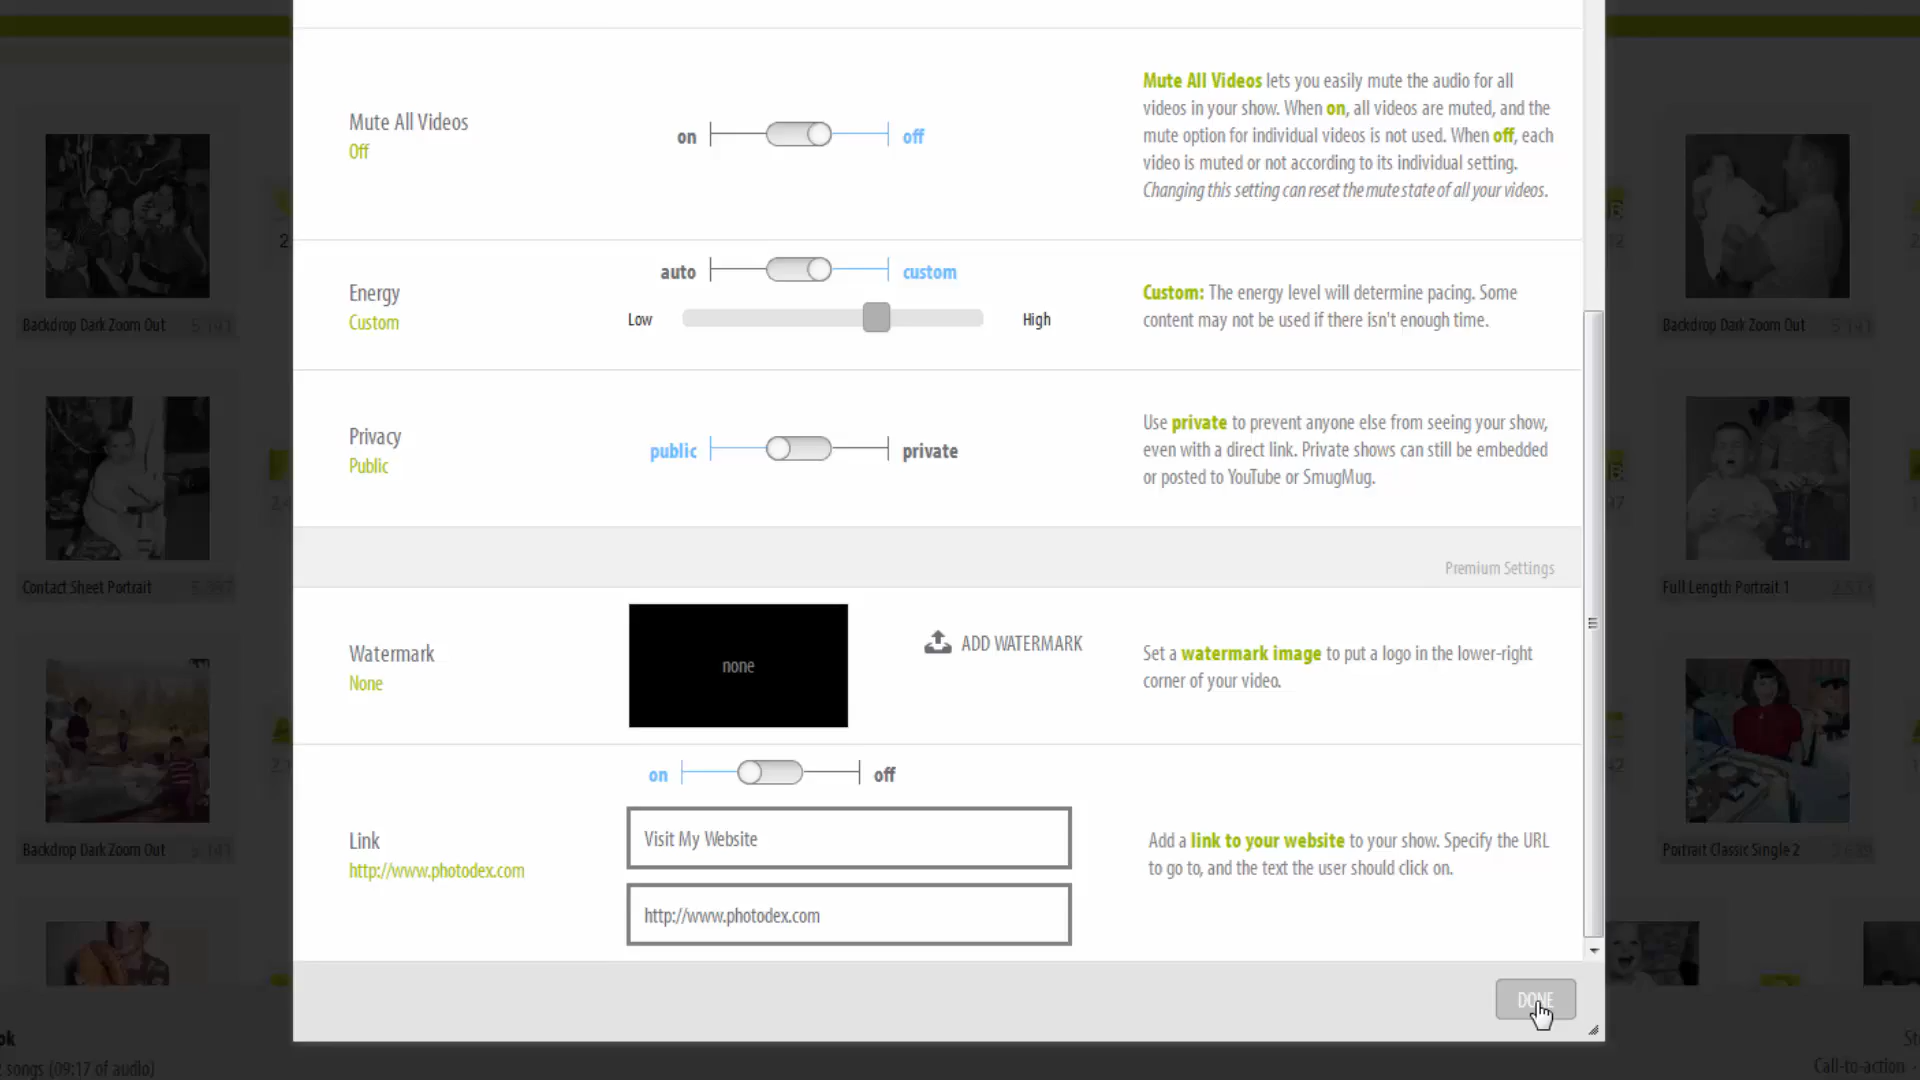 Mute All Videos
Off
on
off
Mute All Videos lets you easily mute the audio for all
videos in your show. When on, all videos are muted, and the
mute option for individual videos is not used. When off, each
video is muted or not according to its individual setting.
Changing this setting can reset the mute state of all your videos.
Energy
Custom
auto
custom
Low
High
Custom: The energy level will determine pacing. Some
content may not be used if there isn't enough time.
Privacy
Public
public
private
Use private to prevent anyone else from seeing your show,
even with a direct link. Private shows can still be embedded
or posted to YouTube or SmugMug.
Premium Settings
Watermark
None
none
ADD WATERMARK
Set a watermark image to put a logo in the lower-right
corner of your video.
Link
http://www.photodex.com
on
off
Visit My Website
http://www.photodex.com
Add a link to your website to your show. Specify the URL
to go to, and the text the user should click on.
DONE
Backdrop Dark Zoom Out
Contact Sheet Portrait
Backdrop Dark Zoom Out
Backdrop Dark Zoom Out
Full Length Portrait 1
Portrait Classic Single 2
songs (09:17 of audio)
Call-to-action